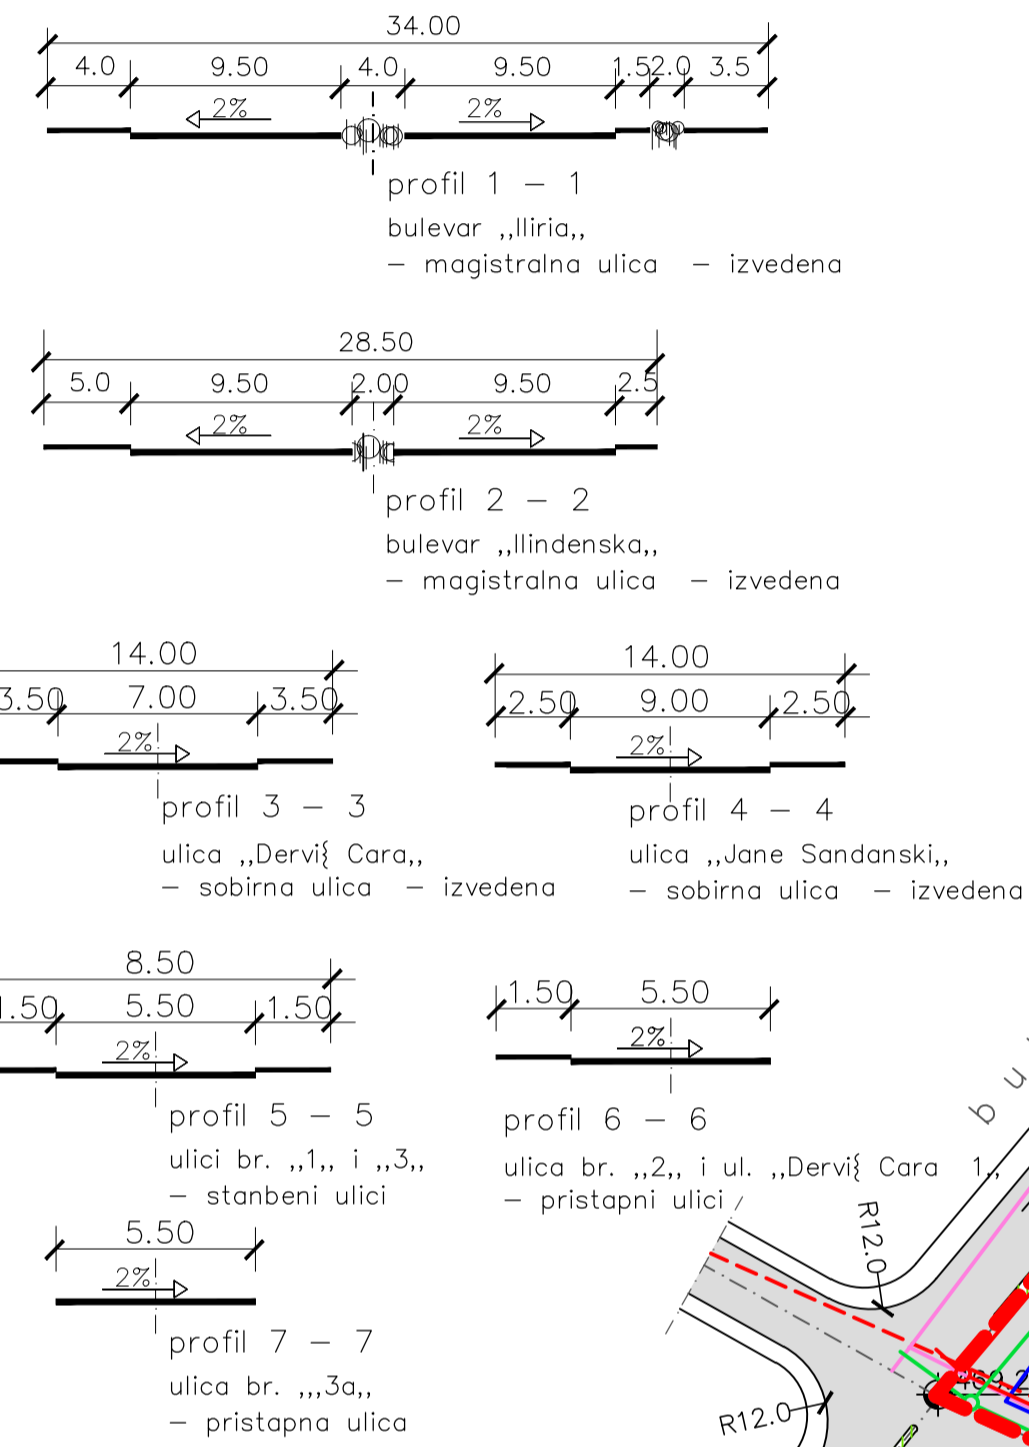 34.00
4.0 9.50 4.0 9.50 1.5 2.0 3.5
2% 2%
profil 1 – 1
bulevar ,,Iliria,,
– magistralna ulica – izvedena
28.50
5.0 9.50 2.00 9.50 2.5
2% 2%
profil 2 – 2
bulevar ,,Ilindenska,,
– magistralna ulica – izvedena
14.00
3.50 7.00 3.50
2%
profil 3 – 3
ulica ,,Dervi{ Cara,,
– sobirna ulica – izvedena
14.00
2.50 9.00 2.50
2%
profil 4 – 4
ulica ,,Jane Sandanski,,
– sobirna ulica – izvedena
8.50
1.50 5.50 1.50
2%
profil 5 – 5
ulici br. ,,1,, i ,,3,,
– stanbeni ulici
1.50 5.50
2%
profil 6 – 6
ulica br. ,,2,, i ul. ,,Dervi{ Cara 1,,
– pristapni ulici
5.50
2%
profil 7 – 7
ulica br. ,,,3a,,
– pristapna ulica
b u
R12.0
R12.0